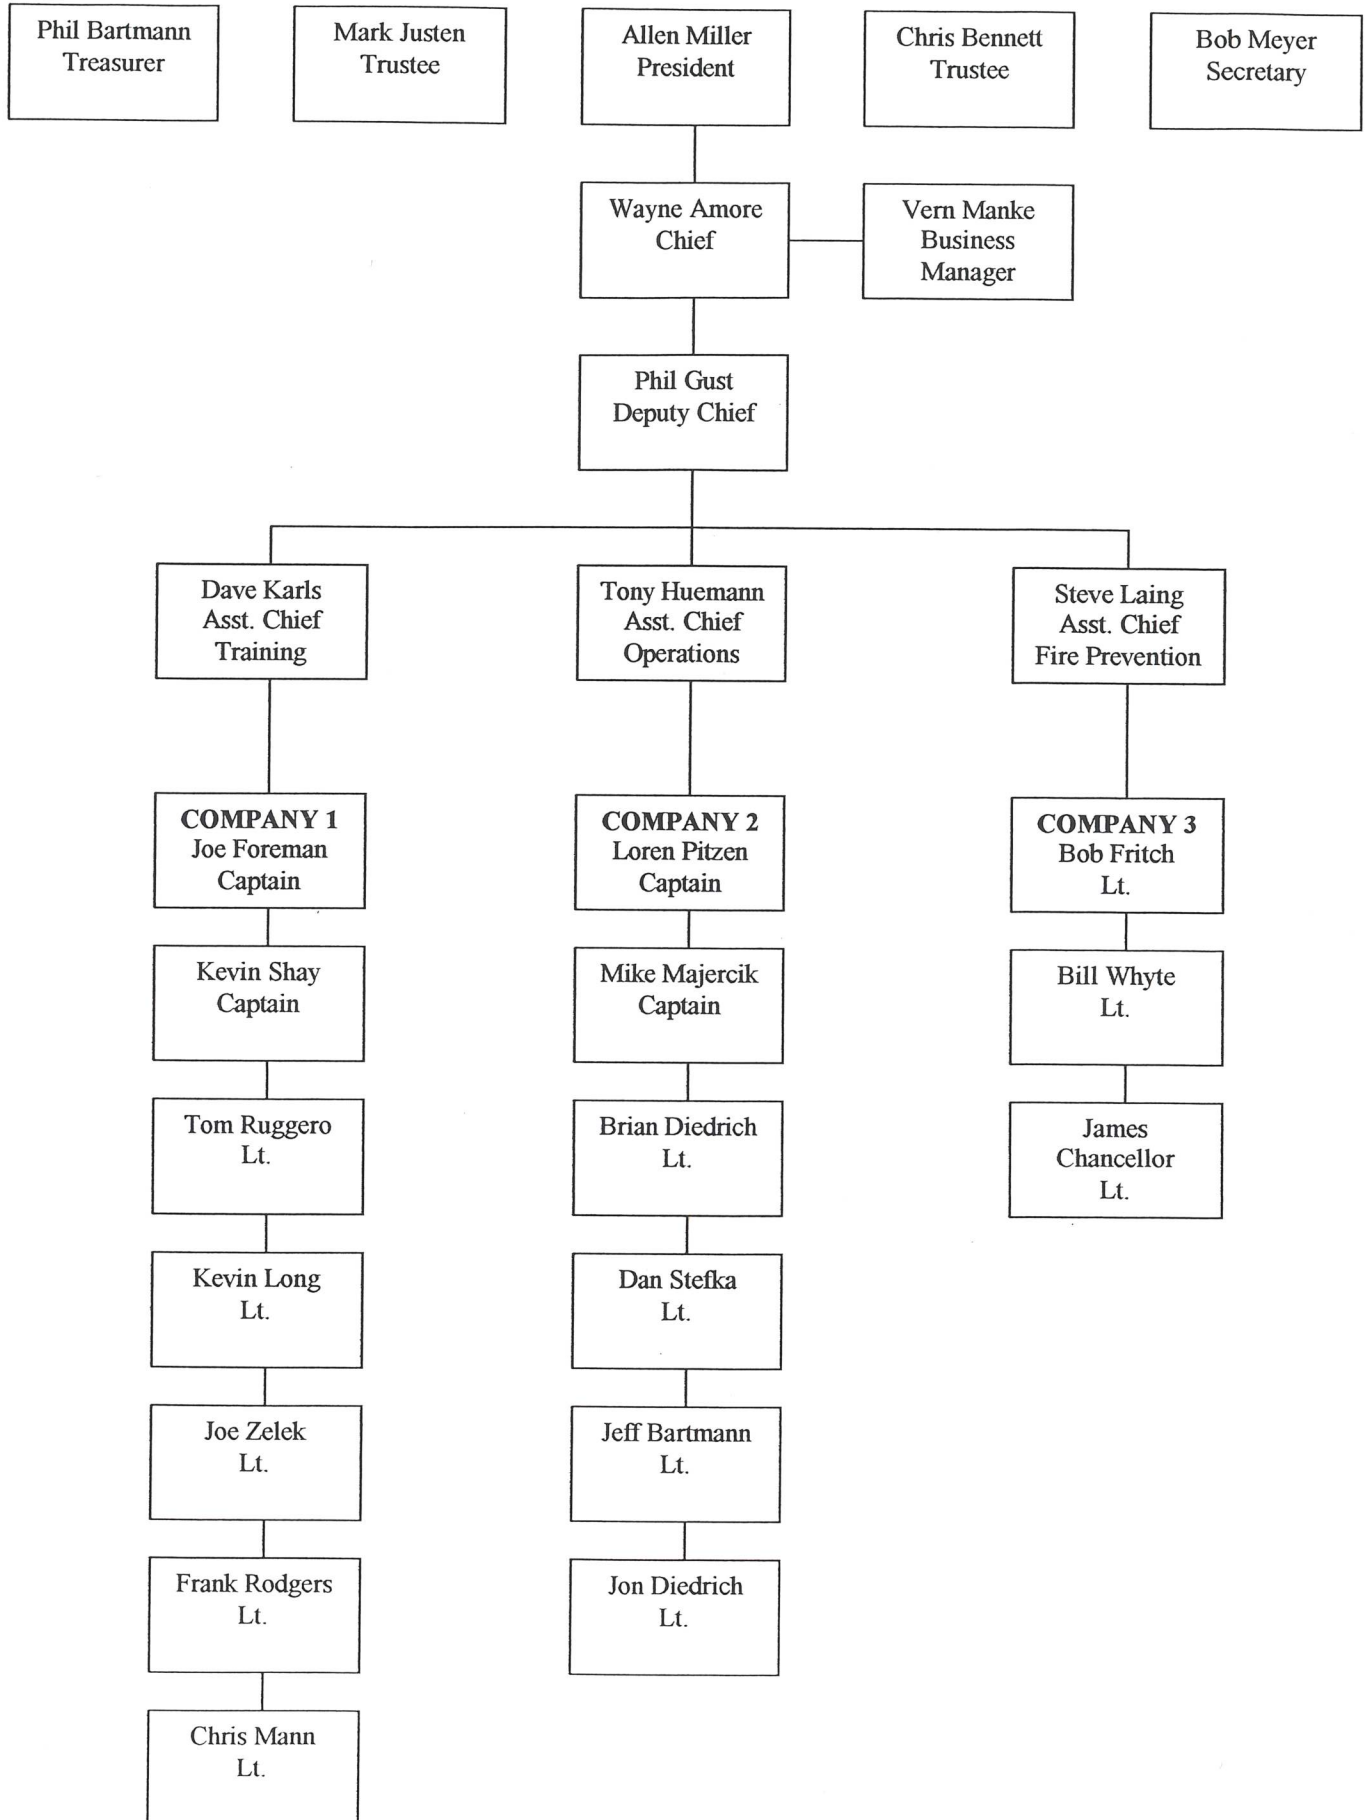 Phil Bartmann
Treasurer
Mark Justen
Trustee
Allen Miller
President
Chris Bennett
Trustee
Bob Meyer
Secretary
Wayne Amore
Chief
Vern Manke
Business
Manager
Phil Gust
Deputy Chief
Dave Karls
Asst. Chief
Training
Tony Huemann
Asst. Chief
Operations
Steve Laing
Asst. Chief
Fire Prevention
COMPANY 1
Joe Foreman
Captain
COMPANY 2
Loren Pitzen
Captain
COMPANY 3
Bob Fritch
Lt.
Kevin Shay
Captain
Mike Majercik
Captain
Bill Whyte
Lt.
Tom Ruggero
Lt.
Brian Diedrich
Lt.
James
Chancellor
Lt.
Kevin Long
Lt.
Dan Stefka
Lt.
Joe Zelek
Lt.
Jeff Bartmann
Lt.
Frank Rodgers
Lt.
Jon Diedrich
Lt.
Chris Mann
Lt.